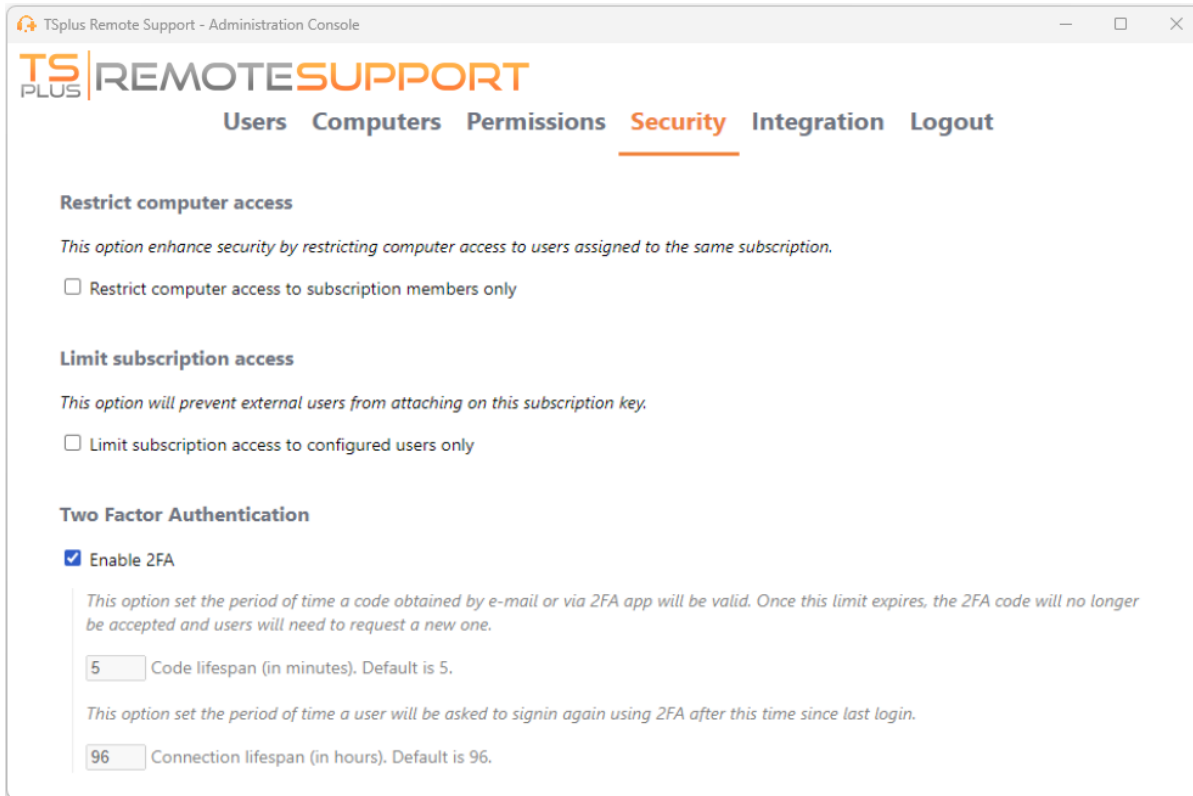 TSplus Remote Support - Administration Console
TS PLUS REMOTESUPPORT
Users Computers Permissions Security Integration Logout
Restrict computer access
This option enhance security by restricting computer access to users assigned to the same subscription.
Restrict computer access to subscription members only
Limit subscription access
This option will prevent external users from attaching on this subscription key.
Limit subscription access to configured users only
Two Factor Authentication
Enable 2FA
This option set the period of time a code obtained by e-mail or via 2FA app will be valid. Once this limit expires, the 2FA code will no longer
be accepted and users will need to request a new one.
5 Code lifespan (in minutes). Default is 5.
This option set the period of time a user will be asked to signin again using 2FA after this time since last login.
96 Connection lifespan (in hours). Default is 96.